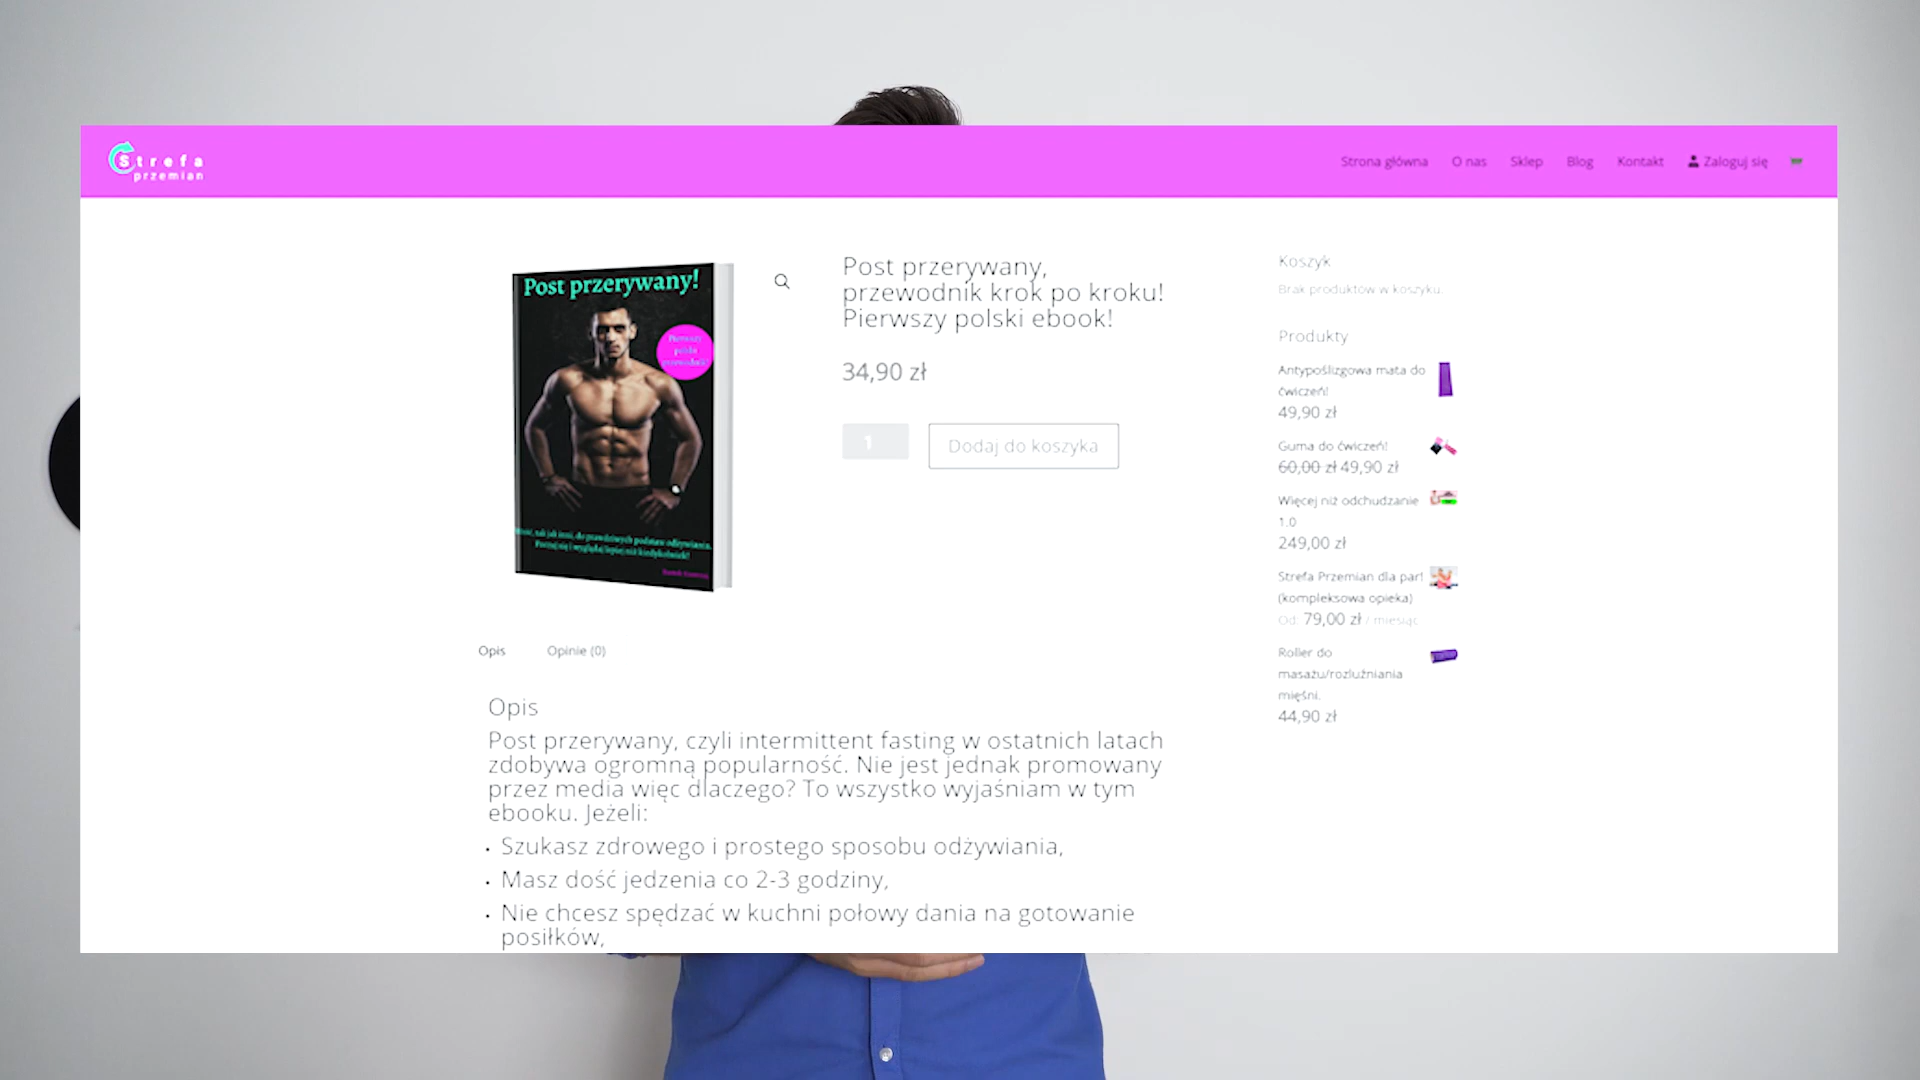 Strefa
przemian
Strona główna O nas Sklep Blog Kontakt Zaloguj się
Post przerywany!
Pierwszy
polski
przewodnik!
Post przerywany,
przewodnik krok po kroku!
Pierwszy polski ebook!
34,90 zł
1 Dodaj do koszyka
Koszyk
Brak produktów w koszyku.
Produkty
Antypoślizgowa mata do
ćwiczeń!
49,90 zł
Guma do ćwiczeń!
60,00 zł 49,90 zł
Więcej niż odchudzanie
1.0
249,00 zł
Strefa Przemian dla par!
(kompleksowa opieka)
Od: 79,00 zł / miesiąc
Roller do
masażu/rozluźniania
mięśni.
44,90 zł
Opis Opinie (0)
Opis
Post przerywany, czyli intermittent fasting w ostatnich latach
zdobywa ogromną popularność. Nie jest jednak promowany
przez media więc dlaczego? To wszystko wyjaśniam w tym
ebooku. Jeżeli:
• Szukasz zdrowego i prostego sposobu odżywiania,
• Masz dość jedzenia co 2-3 godziny,
• Nie chcesz spędzać w kuchni połowy dania na gotowanie
posiłków,